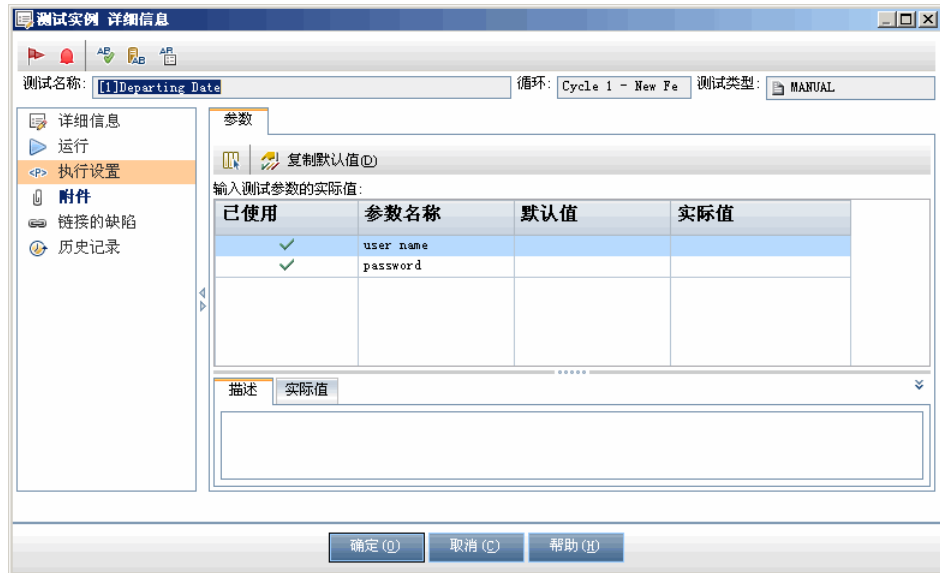 测试实例 详细信息
测试名称: [1]Departing Date 循环: Cycle 1 - New Fe 测试类型: MANUAL
详细信息
运行
<P> 执行设置
附件
链接的缺陷
历史记录
参数
复制默认值(D)
输入测试参数的实际值:
已使用 参数名称 默认值 实际值
user name
password
描述 实际值
确定(O) 取消(C) 帮助(H)